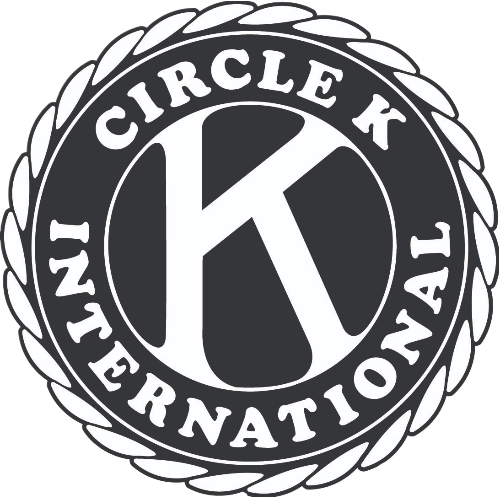 CIRCLE K
K
INTERNATIONAL